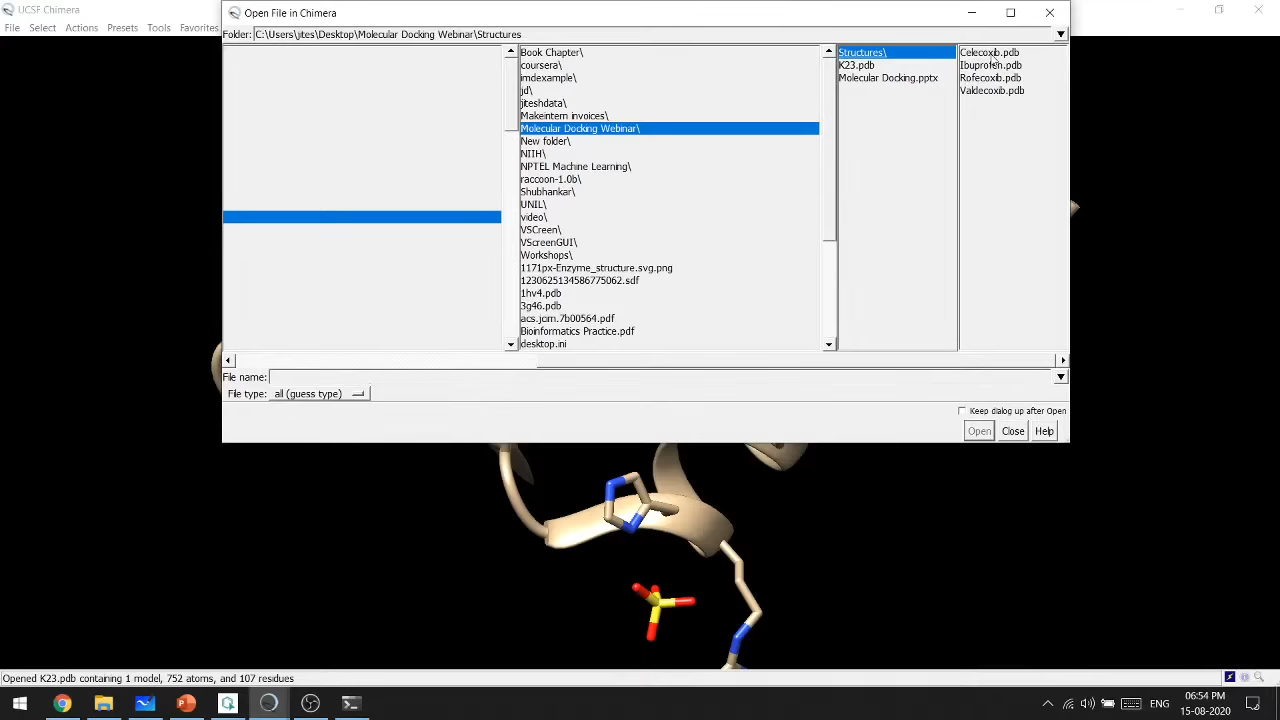 UCSF Chimera
File Select Actions Presets Tools Favorites
Open File in Chimera
Folder: C:\Users\jites\Desktop\Molecular Docking Webinar\Structures
Book Chapter\
coursera\
imdexample\
jd\
jiteshdata\
Makeintern invoices\
Molecular Docking Webinar\
New folder\
NIIH\
NPTEL Machine Learning\
raccoon-1.0b\
Shubhankar\
UNIL\
video\
VSCreen\
VScreenGUI\
Workshops\
1171px-Enzyme_structure.svg.png
1230625134586775062.sdf
1hv4.pdb
3g46.pdb
acs.jcim.7b00564.pdf
Bioinformatics Practice.pdf
desktop.ini
Structures\
K23.pdb
Molecular Docking.pptx
Celecoxib.pdb
Ibuprofen.pdb
Rofecoxib.pdb
Valdecoxib.pdb
File name:
File type: all (guess type)
Keep dialog up after Open
Open Close Help
Opened K23.pdb containing 1 model, 752 atoms, and 107 residues
ENG
06:54 PM
15-08-2020